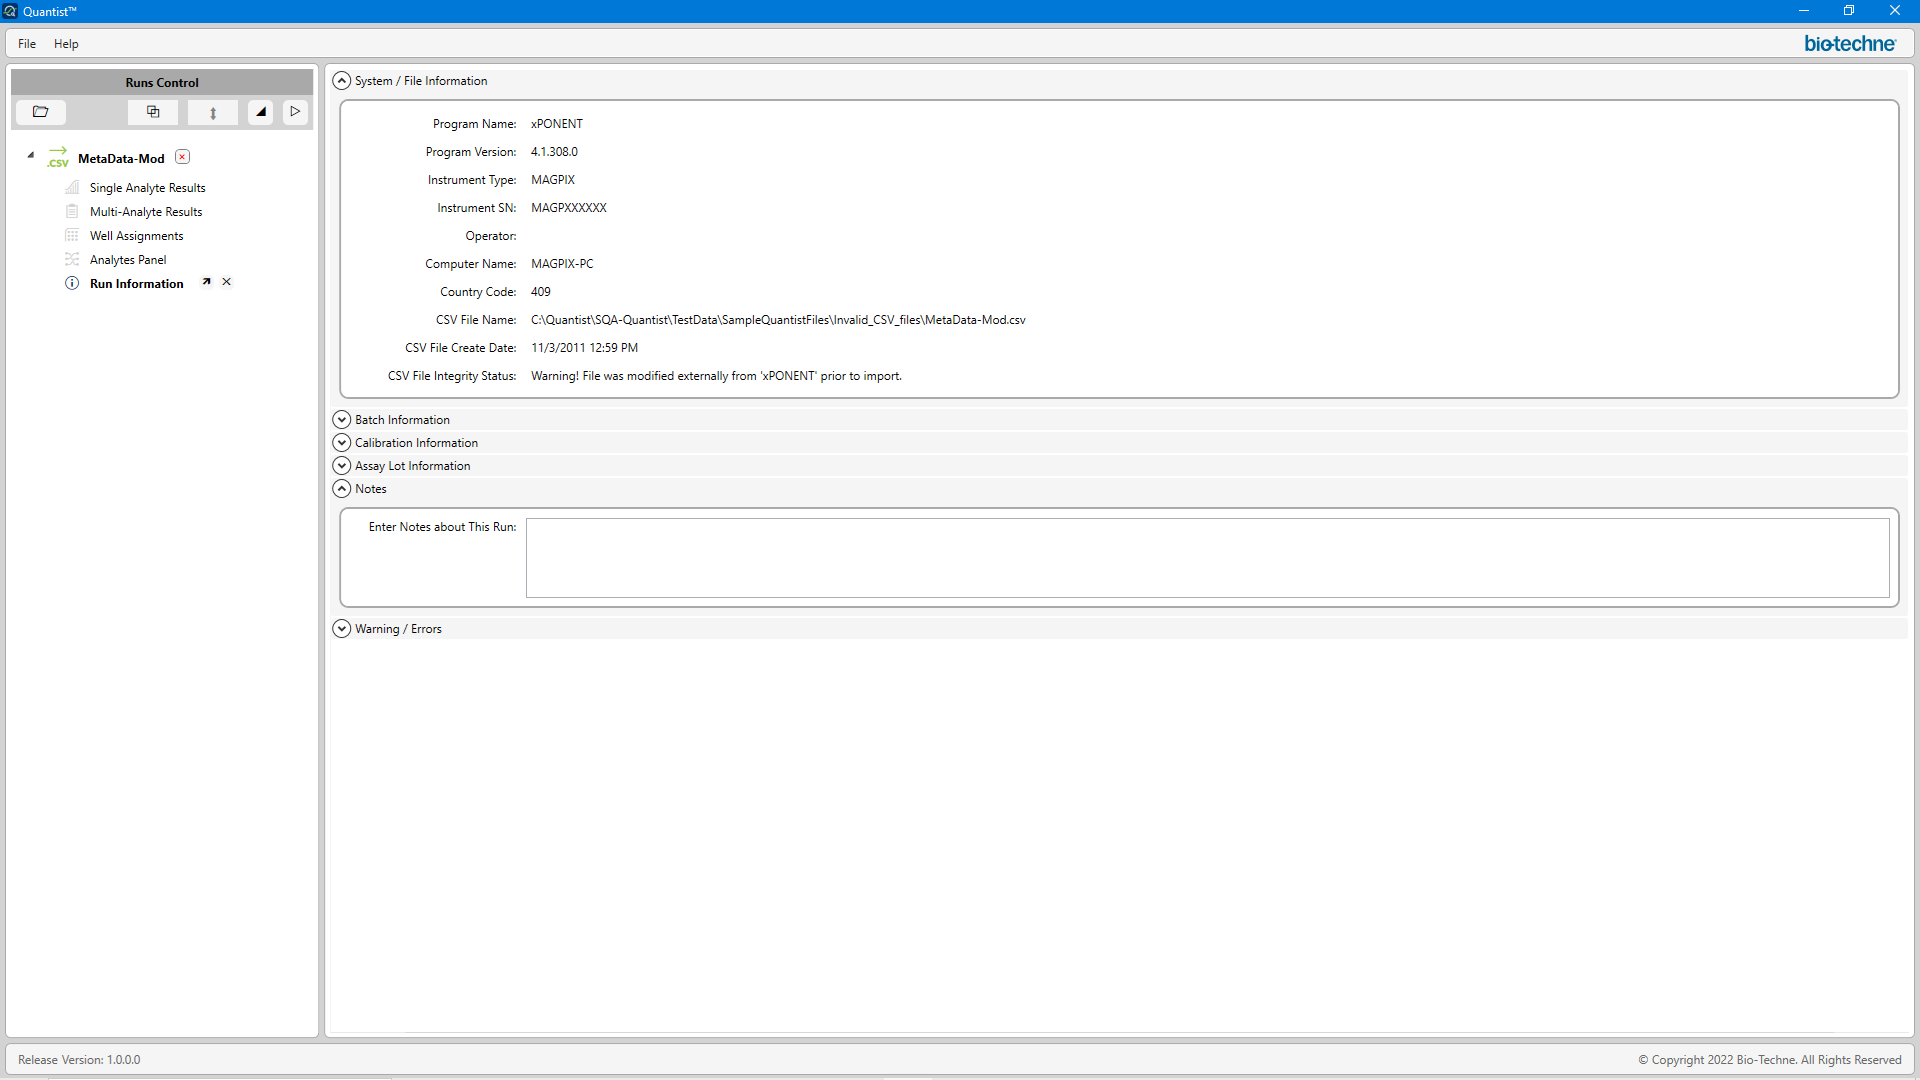 Quantist™
File Help
bio-techne
Runs Control
.CSV MetaData-Mod
Single Analyte Results
Multi-Analyte Results
Well Assignments
Analytes Panel
Run Information
System / File Information
Program Name: xPONENT
Program Version: 4.1.308.0
Instrument Type: MAGPIX
Instrument SN: MAGPXXXXXX
Operator:
Computer Name: MAGPIX-PC
Country Code: 409
CSV File Name: C:\Quantist\SQA-Quantist\TestData\SampleQuantistFiles\Invalid_CSV_files\MetaData-Mod.csv
CSV File Create Date: 11/3/2011 12:59 PM
CSV File Integrity Status: Warning! File was modified externally from 'xPONENT' prior to import.
Batch Information
Calibration Information
Assay Lot Information
Notes
Enter Notes about This Run:
Warning / Errors
Release Version: 1.0.0.0
© Copyright 2022 Bio-Techne. All Rights Reserved